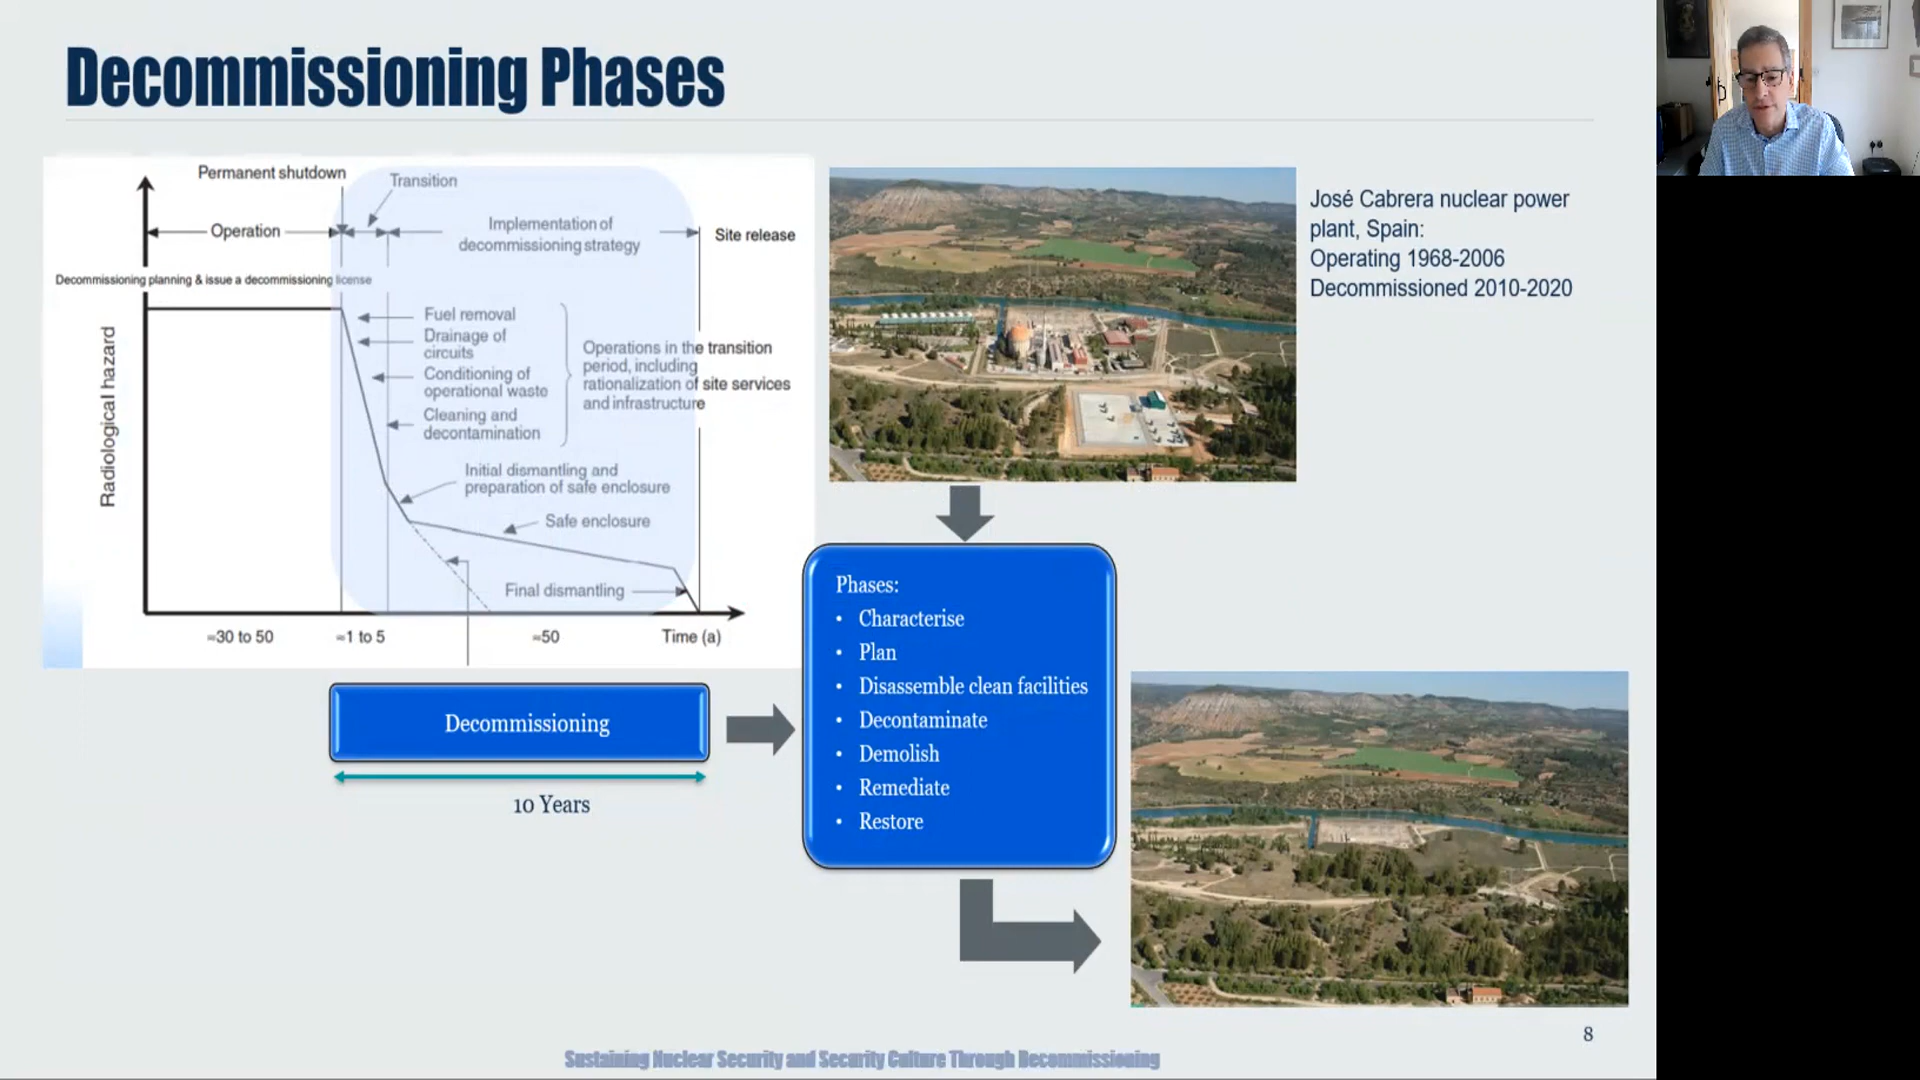 Decommissioning Phases
Permanent shutdown
Transition
Operation
Implementation of
decommissioning strategy
Site release
Decommissioning planning & issue a decommissioning license
Radiological hazard
Fuel removal
Drainage of
circuits
Conditioning of
operational waste
Cleaning and
decontamination
Operations in the transition
period, including
rationalization of site services
and infrastructure
Initial dismantling and
preparation of safe enclosure
Safe enclosure
Final dismantling
≈30 to 50
≈1 to 5
≈50
Time (a)
José Cabrera nuclear power
plant, Spain:
Operating 1968-2006
Decommissioned 2010-2020
Decommissioning
10 Years
Phases:
• Characterise
• Plan
• Disassemble clean facilities
• Decontaminate
• Demolish
• Remediate
• Restore
8
Sustaining Nuclear Security and Security Culture Through Decommissioning